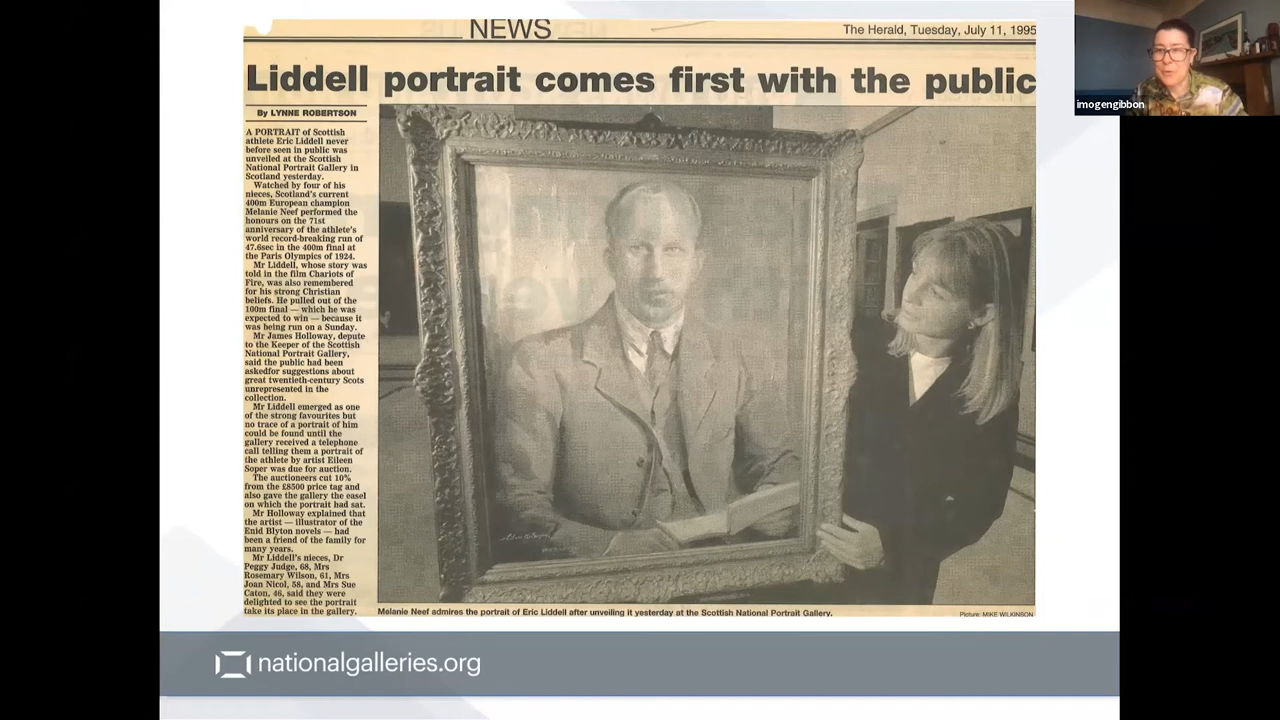 NEWS
The Herald, Tuesday, July 11, 1995
Liddell portrait comes first with the public
By LYNNE ROBERTSON
A PORTRAIT of Scottish
athlete Eric Liddell never
before seen in public was
unveiled at the Scottish
National Portrait Gallery in
Scotland yesterday.
Watched by four of his
nieces, Scotland's current
400m European champion
Melanie Neef performed the
honours on the 71st
anniversary of the athlete's
world record-breaking run of
47.6sec in the 400m final at
the Paris Olympics of 1924.
Mr Liddell, whose story was
told in the film Chariots of
Fire, was also remembered
for his strong Christian
beliefs. He pulled out of the
100m final — which he was
expected to win — because it
was being run on a Sunday.
Mr James Holloway, depute
to the Keeper of the Scottish
National Portrait Gallery,
said the public had been
askedfor suggestions about
great twentieth-century Scots
unrepresented in the
collection.
Mr Liddell emerged as one
of the strong favourites but
no trace of a portrait of him
could be found until the
gallery received a telephone
call telling them a portrait of
the athlete by artist Eileen
Soper was due for auction.
The auctioneers cut 10%
from the £8500 price tag and
also gave the gallery the easel
on which the portrait had sat.
Mr Holloway explained that
the artist — illustrator of the
Enid Blyton novels — had
been a friend of the family for
many years.
Mr Liddell's nieces, Dr
Peggy Judge, 68, Mrs
Rosemary Wilson, 61, Mrs
Joan Nicol, 58, and Mrs Sue
Caton, 46, said they were
delighted to see the portrait
take its place in the gallery.
Melanie Neef admires the portrait of Eric Liddell after unveiling it yesterday at the Scottish National Portrait Gallery.
Picture: MIKE WILKINSON
nationalgalleries.org
imogengibbon